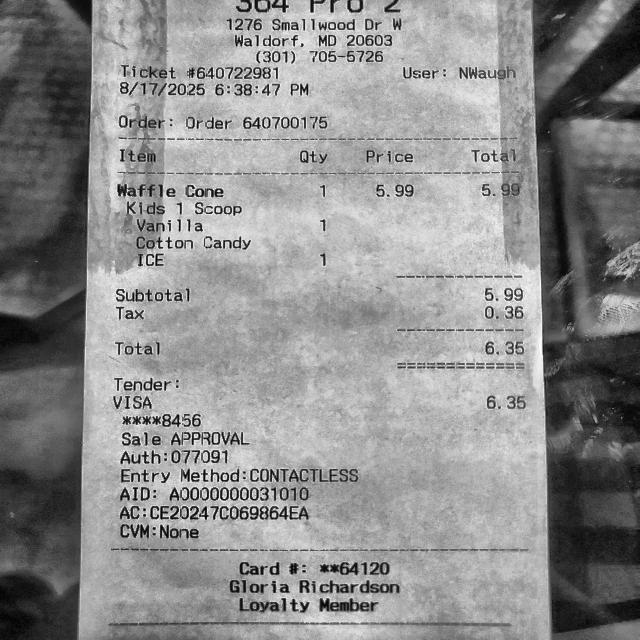 364 Pro 2
1276 Smallwood Dr W
Waldorf, MD 20603
(301) 705-5726
Ticket #640722981 User: NWaugh
8/17/2025 6:38:47 PM
Order: Order 640700175
Item Qty Price Total
Waffle Cone 1 5.99 5.99
Kids 1 Scoop
Vanilla 1
Cotton Candy
ICE 1
Subtotal 5.99
Tax 0.36
Total 6.35
Tender:
VISA 6.35
****8456
Sale APPROVAL
Auth:077091
Entry Method:CONTACTLESS
AID: A0000000031010
AC:CE20247C069864EA
CVM:None
Card #: **64120
Gloria Richardson
Loyalty Member